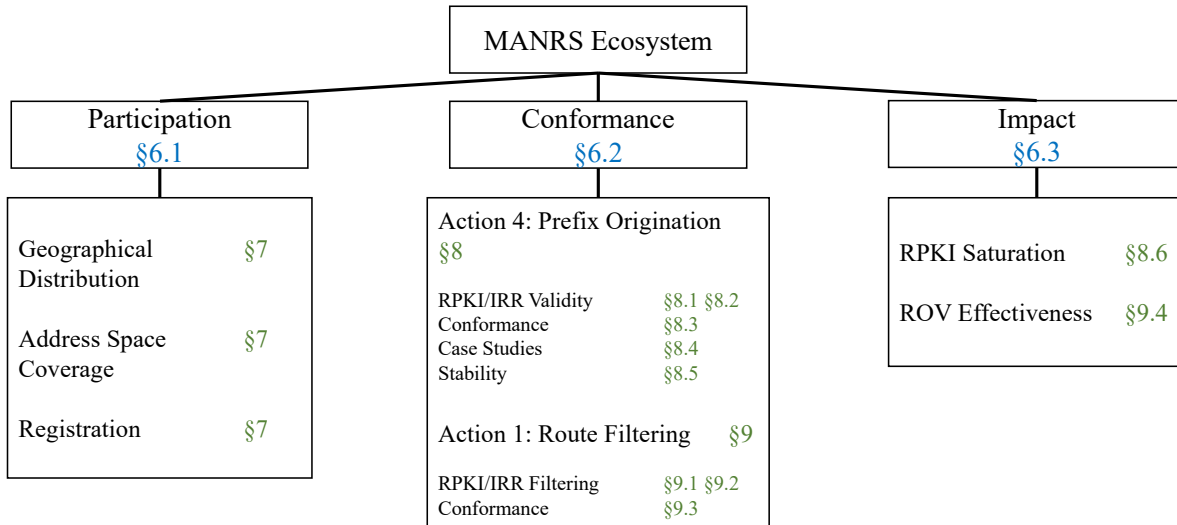 MANRS Ecosystem
Participation
§6.1
Geographical §7
Distribution
Address Space §7
Coverage
Registration §7
Conformance
§6.2
Action 4: Prefix Origination
§8
RPKI/IRR Validity §8.1 §8.2
Conformance §8.3
Case Studies §8.4
Stability §8.5
Action 1: Route Filtering §9
RPKI/IRR Filtering §9.1 §9.2
Conformance §9.3
Impact
§6.3
RPKI Saturation §8.6
ROV Effectiveness §9.4